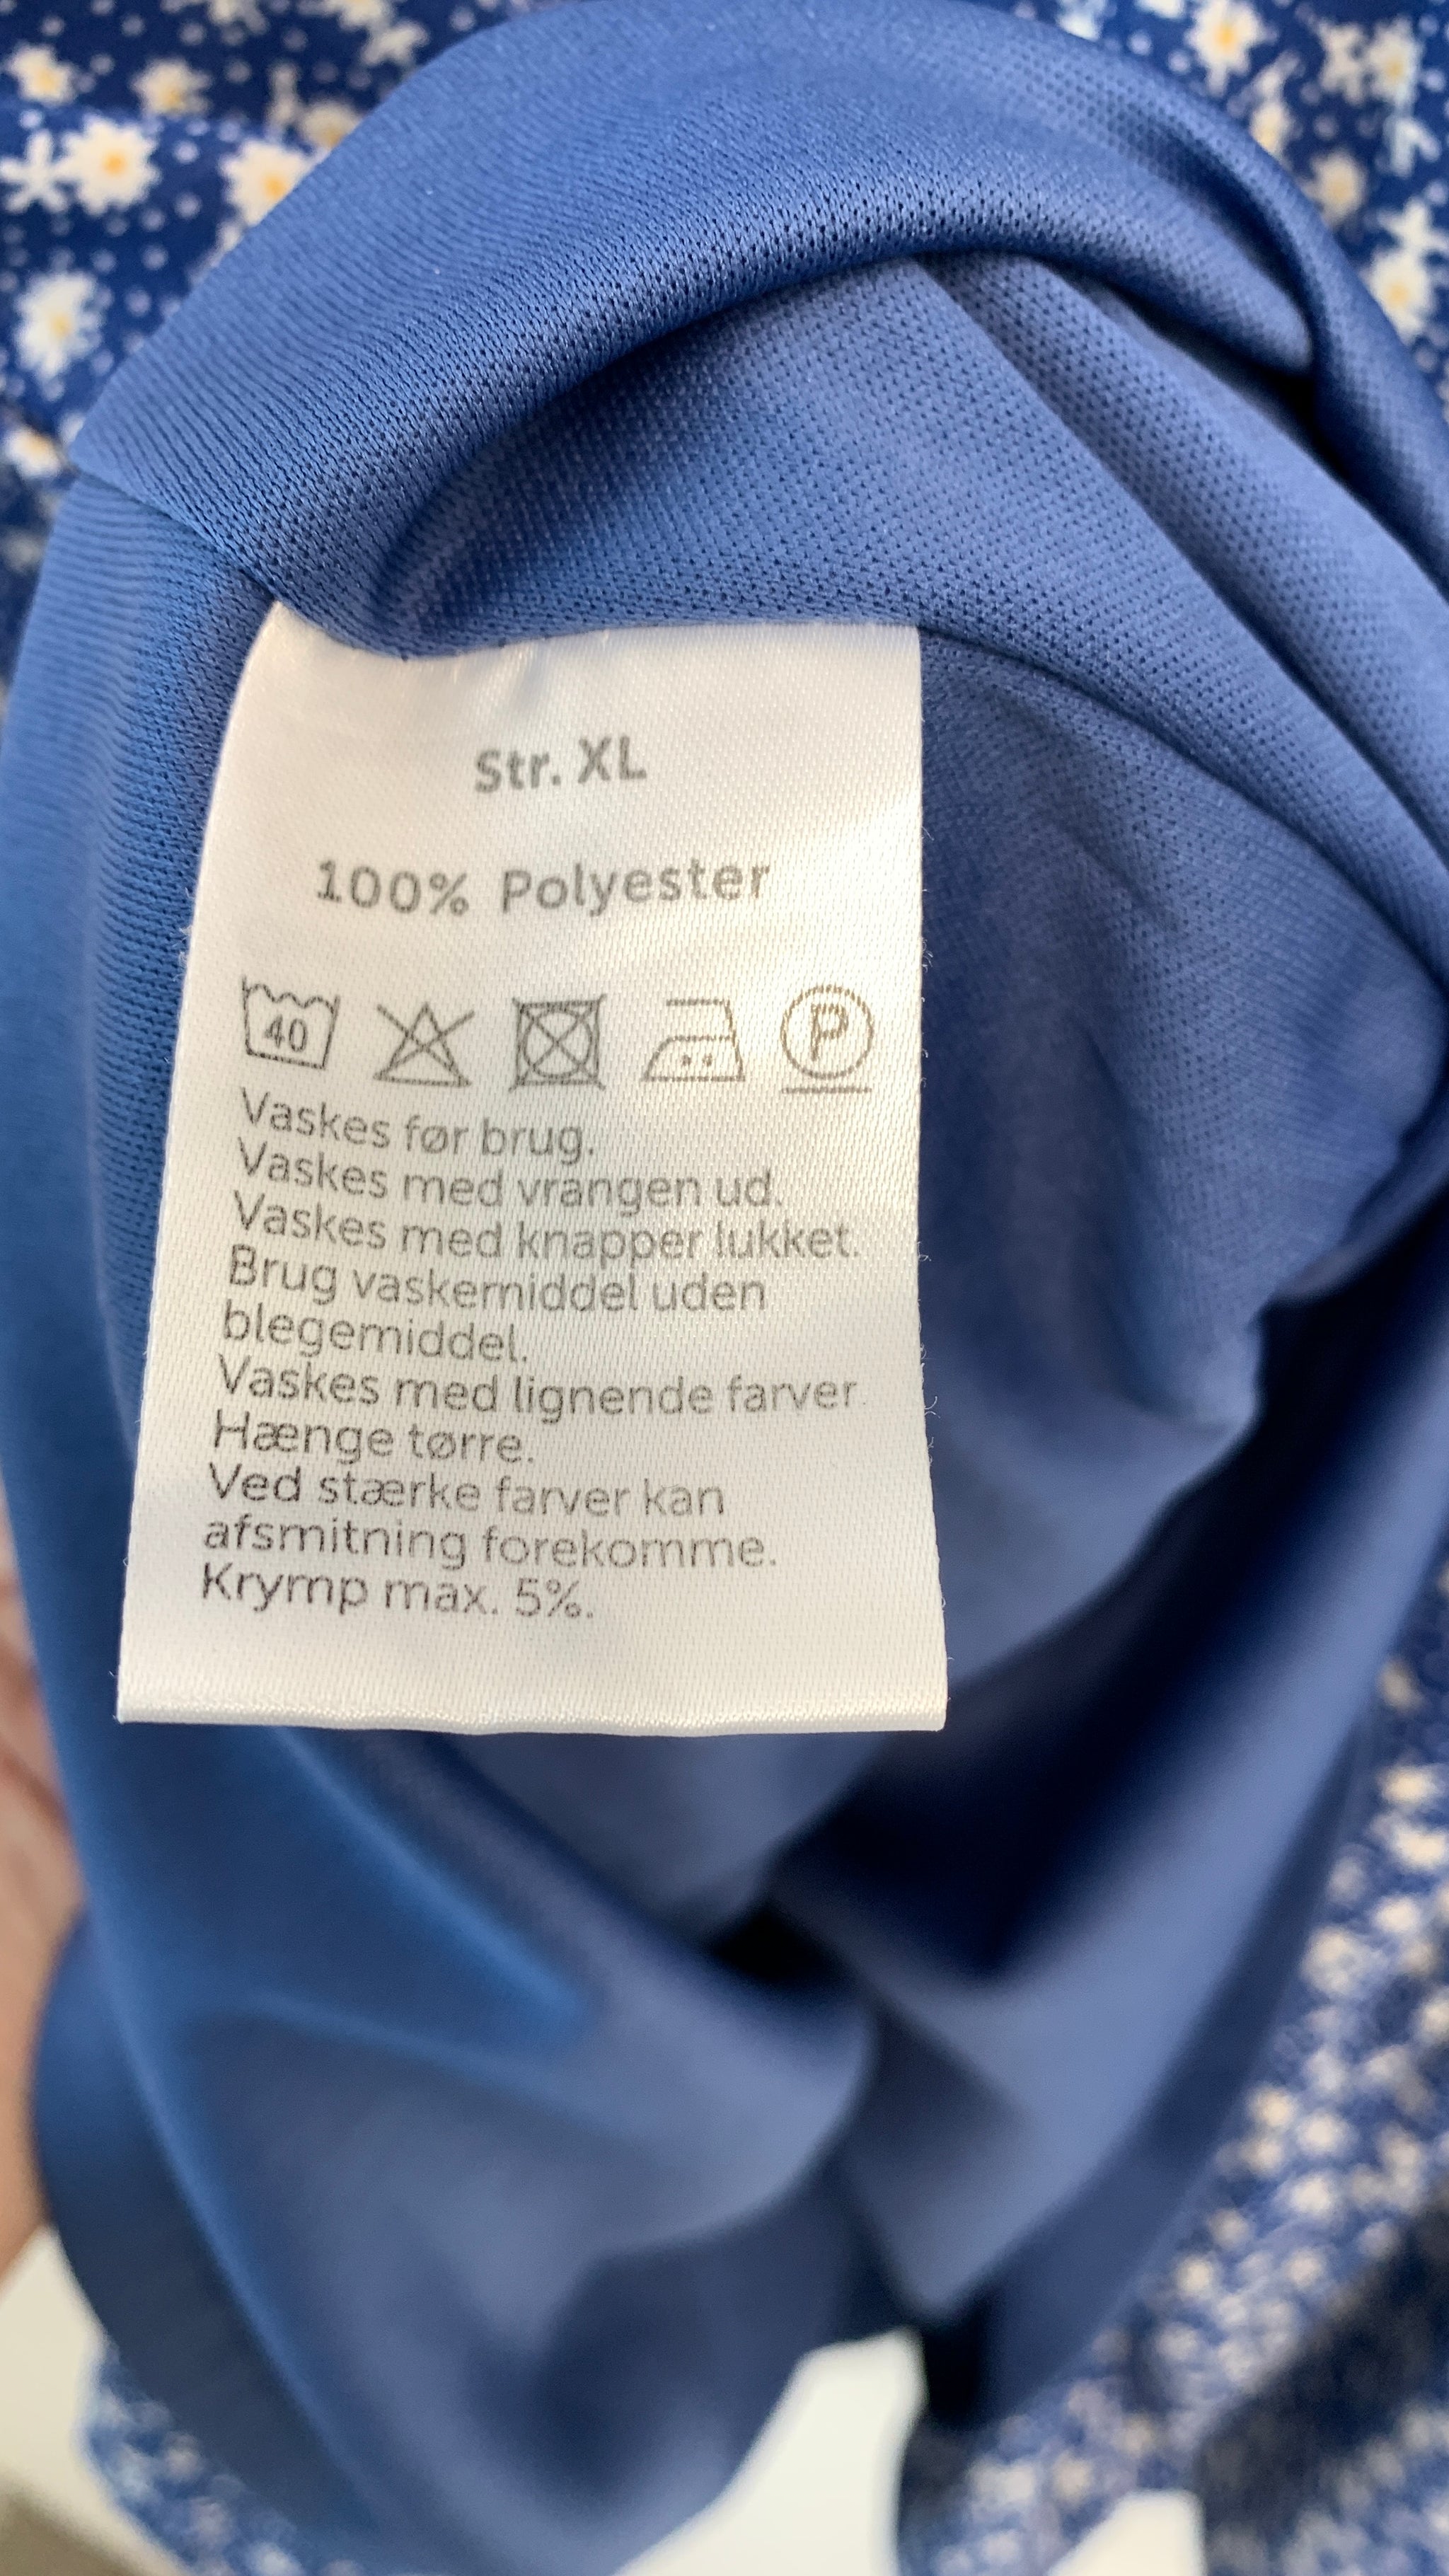 Str. XL
100% Polyester
40 P
Vaskes før brug.
Vaskes med vrangen ud.
Vaskes med knapper lukket.
Brug vaskemiddel uden
blegemiddel.
Vaskes med lignende farver.
Hænge tørre.
Ved stærke farver kan
afsmitning forekomme.
Krymp max. 5%.